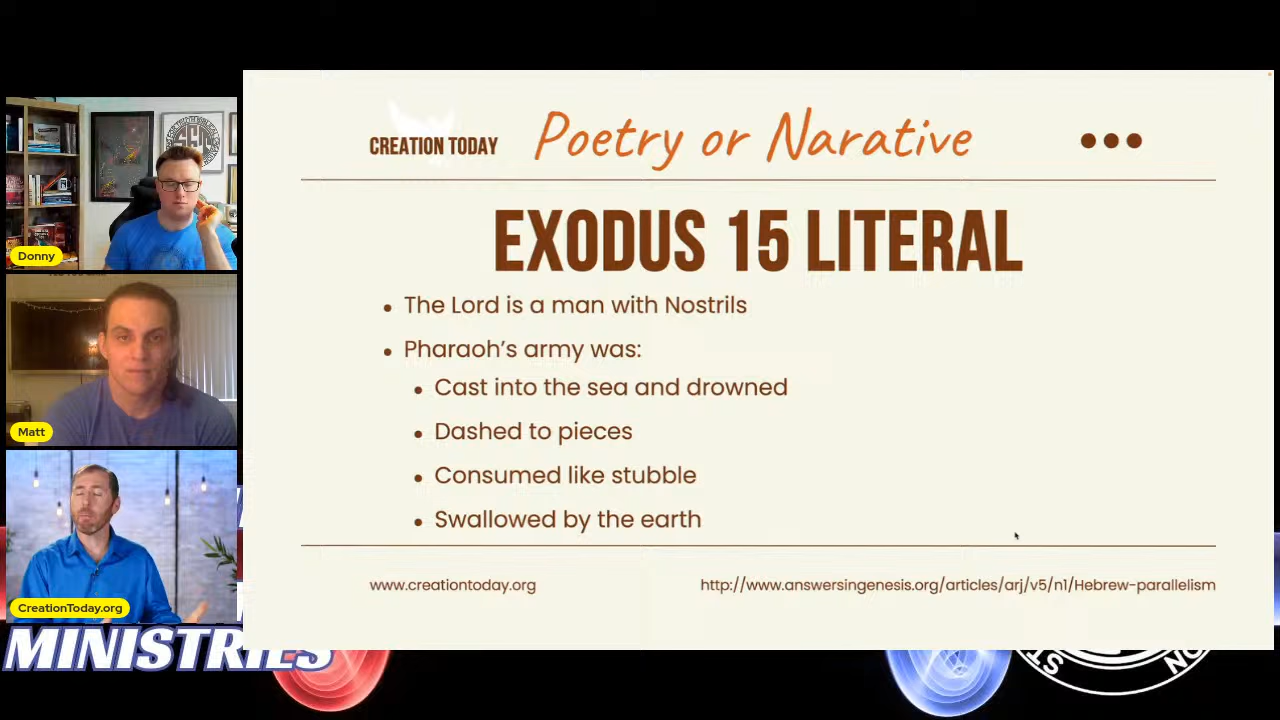 CREATION TODAY
Poetry or Narative
EXODUS 15 LITERAL
• The Lord is a man with Nostrils
• Pharaoh's army was:
• Cast into the sea and drowned
• Dashed to pieces
• Consumed like stubble
• Swallowed by the earth
www.creationtoday.org
http://www.answersingenesis.org/articles/arj/v5/n1/Hebrew-parallelism
Donny
Matt
CreationToday.org
MINISTRIES